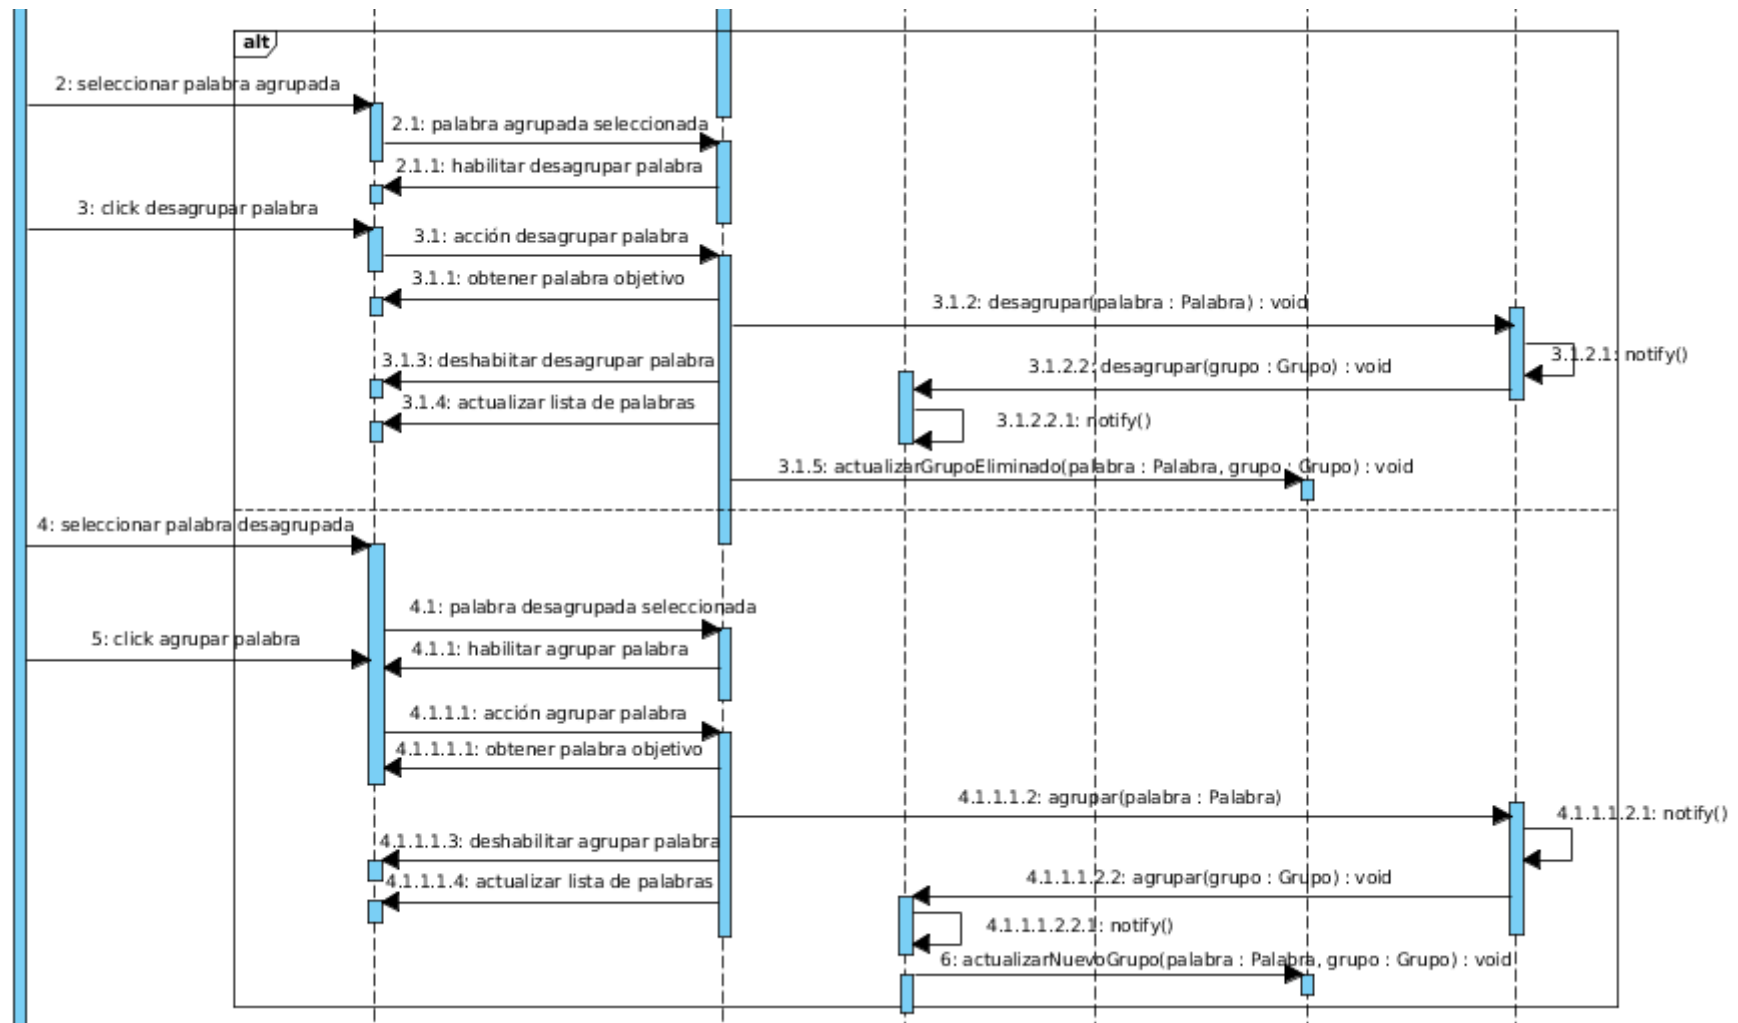 alt
2: seleccionar palabra agrupada
2.1: palabra agrupada seleccionada
2.1.1: habilitar desagrupar palabra
3: click desagrupar palabra
3.1: acción desagrupar palabra
3.1.1: obtener palabra objetivo
3.1.2: desagrupar(palabra : Palabra) : void
3.1.2.1: notify()
3.1.3: deshabiitar desagrupar palabra
3.1.2.2: desagrupar(grupo : Grupo) : void
3.1.4: actualizar lista de palabras
3.1.2.2.1: notify()
3.1.5: actualizarGrupoEliminado(palabra : Palabra, grupo : Grupo) : void
4: seleccionar palabra desagrupada
4.1: palabra desagrupada seleccionada
5: click agrupar palabra
4.1.1: habilitar agrupar palabra
4.1.1.1: acción agrupar palabra
4.1.1.1.1: obtener palabra objetivo
4.1.1.1.2: agrupar(palabra : Palabra)
4.1.1.1.2.1: notify()
4.1.1.1.3: deshabilitar agrupar palabra
4.1.1.1.4: actualizar lista de palabras
4.1.1.1.2.2: agrupar(grupo : Grupo) : void
4.1.1.1.2.2.1: notify()
6: actualizarNuevoGrupo(palabra : Palabra, grupo : Grupo) : void